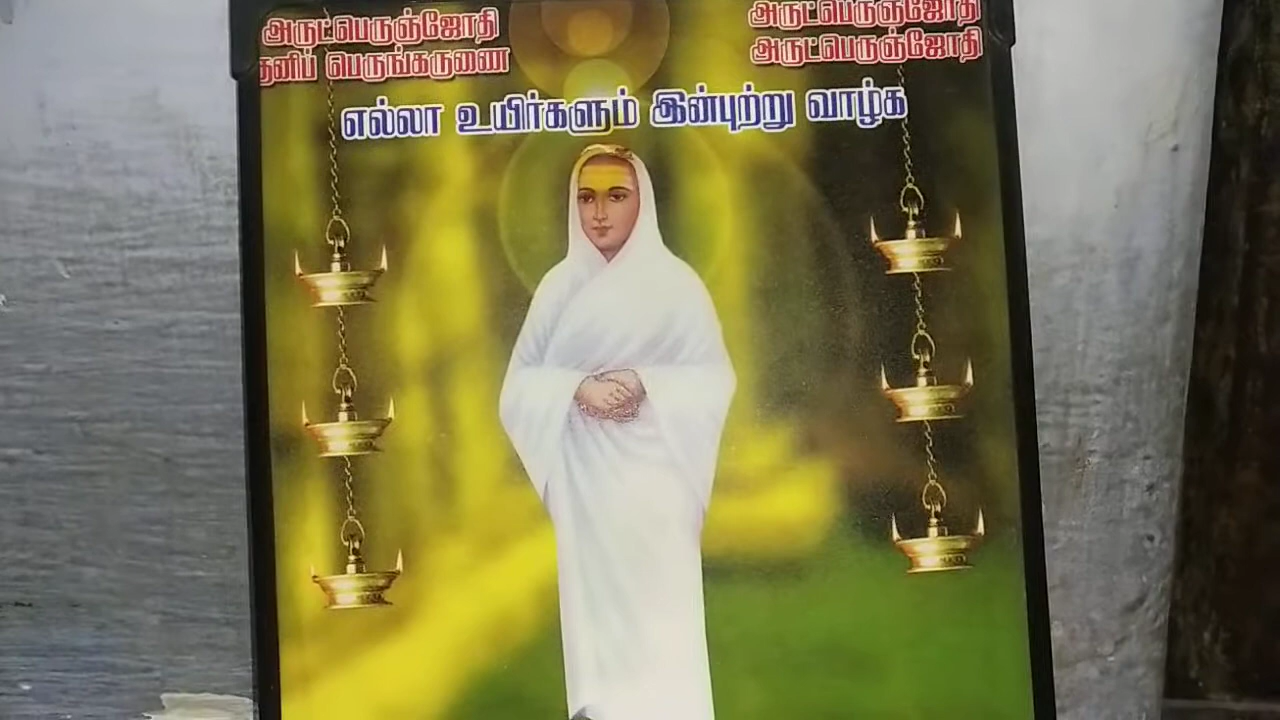 அருட்பெருஞ்ஜோதி
தனிப் பெருங்கருணை
அருட்பெருஞ்ஜோதி
அருட்பெருஞ்ஜோதி
எல்லா உயிர்களும் இன்புற்று வாழ்க